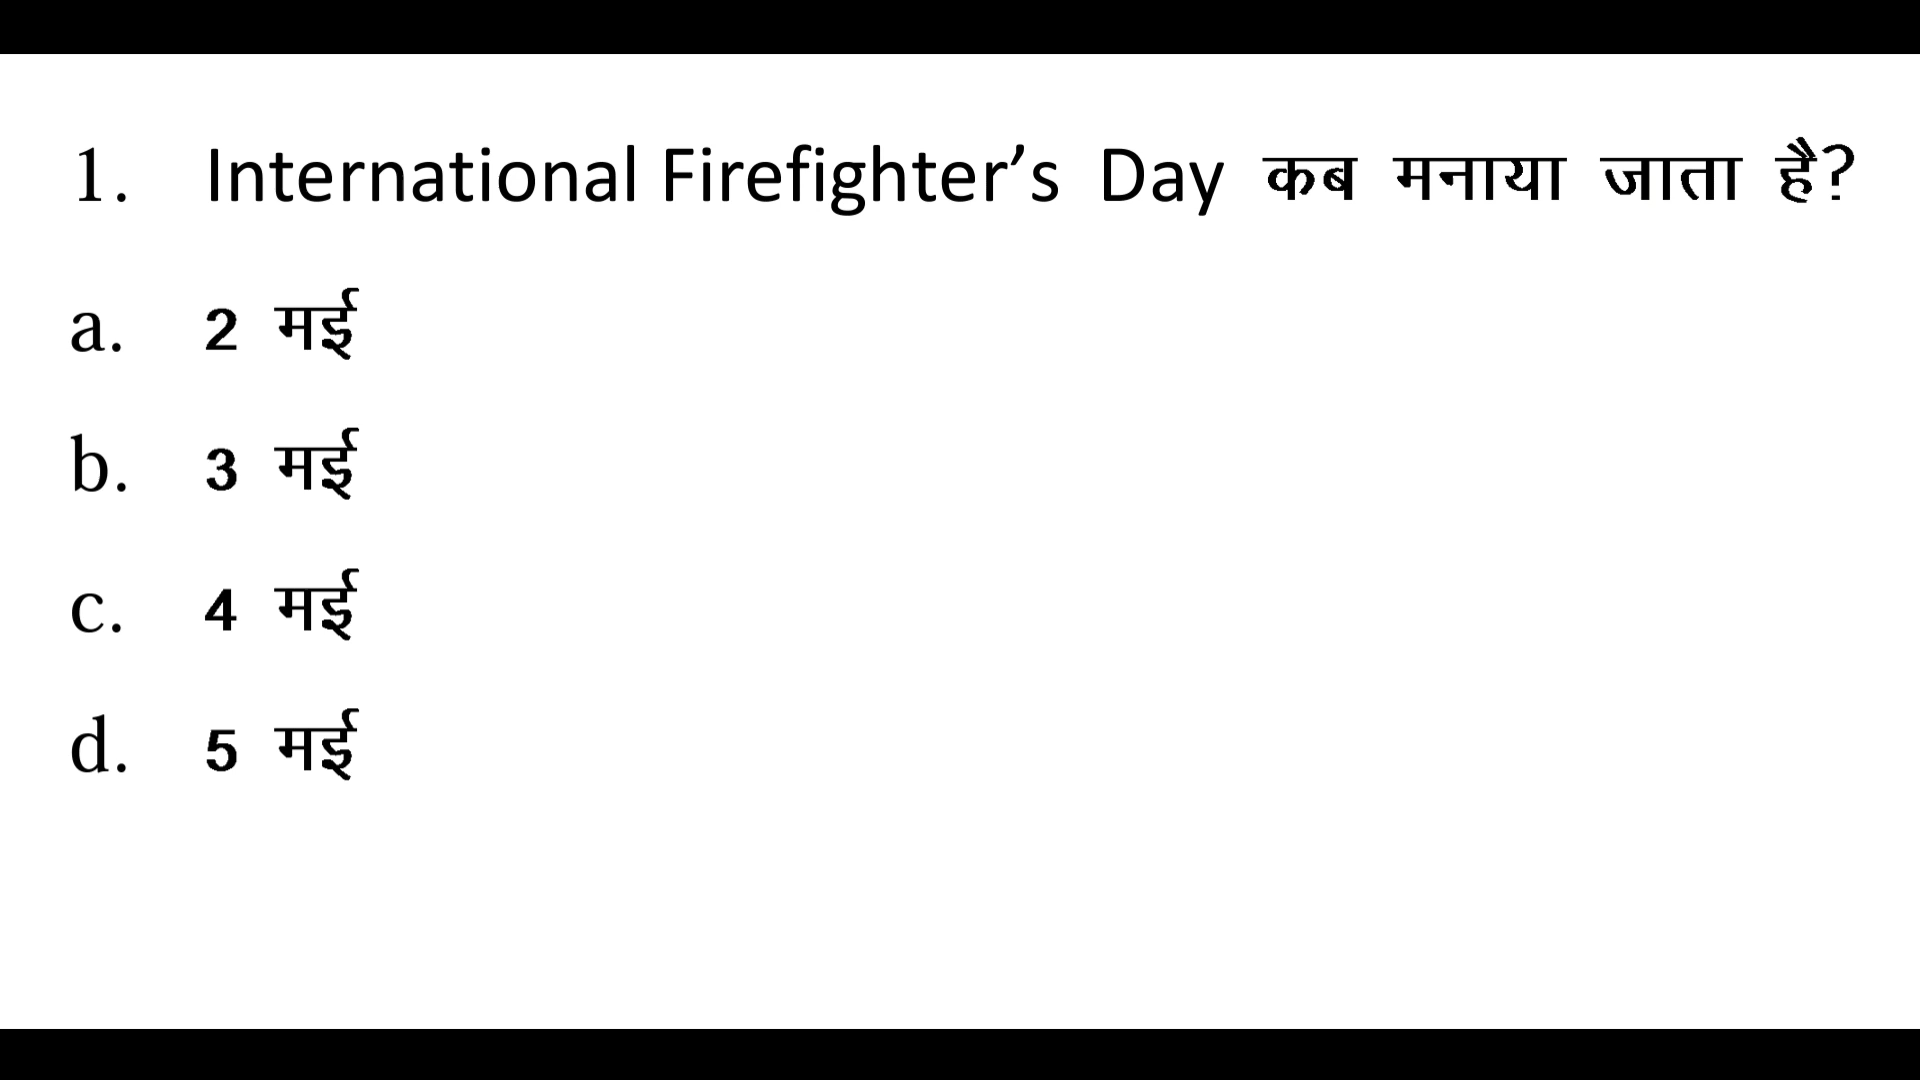 1. International Firefighter’s Day कब मनाया जाता है?
a. 2 मई
b. 3 मई
c. 4 मई
d. 5 मई